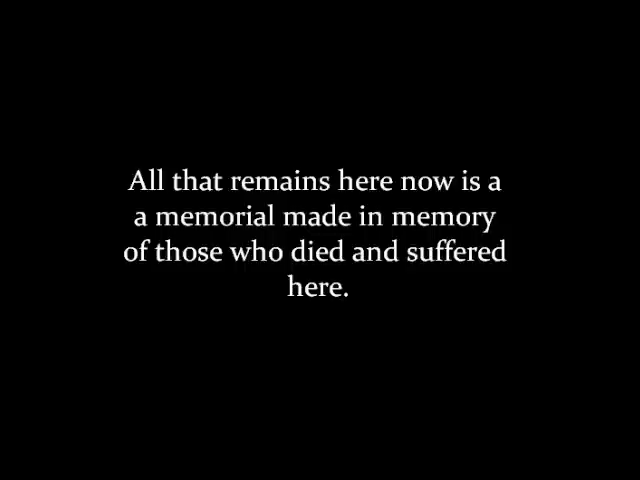 All that remains here now is a
a memorial made in memory
of those who died and suffered
here.